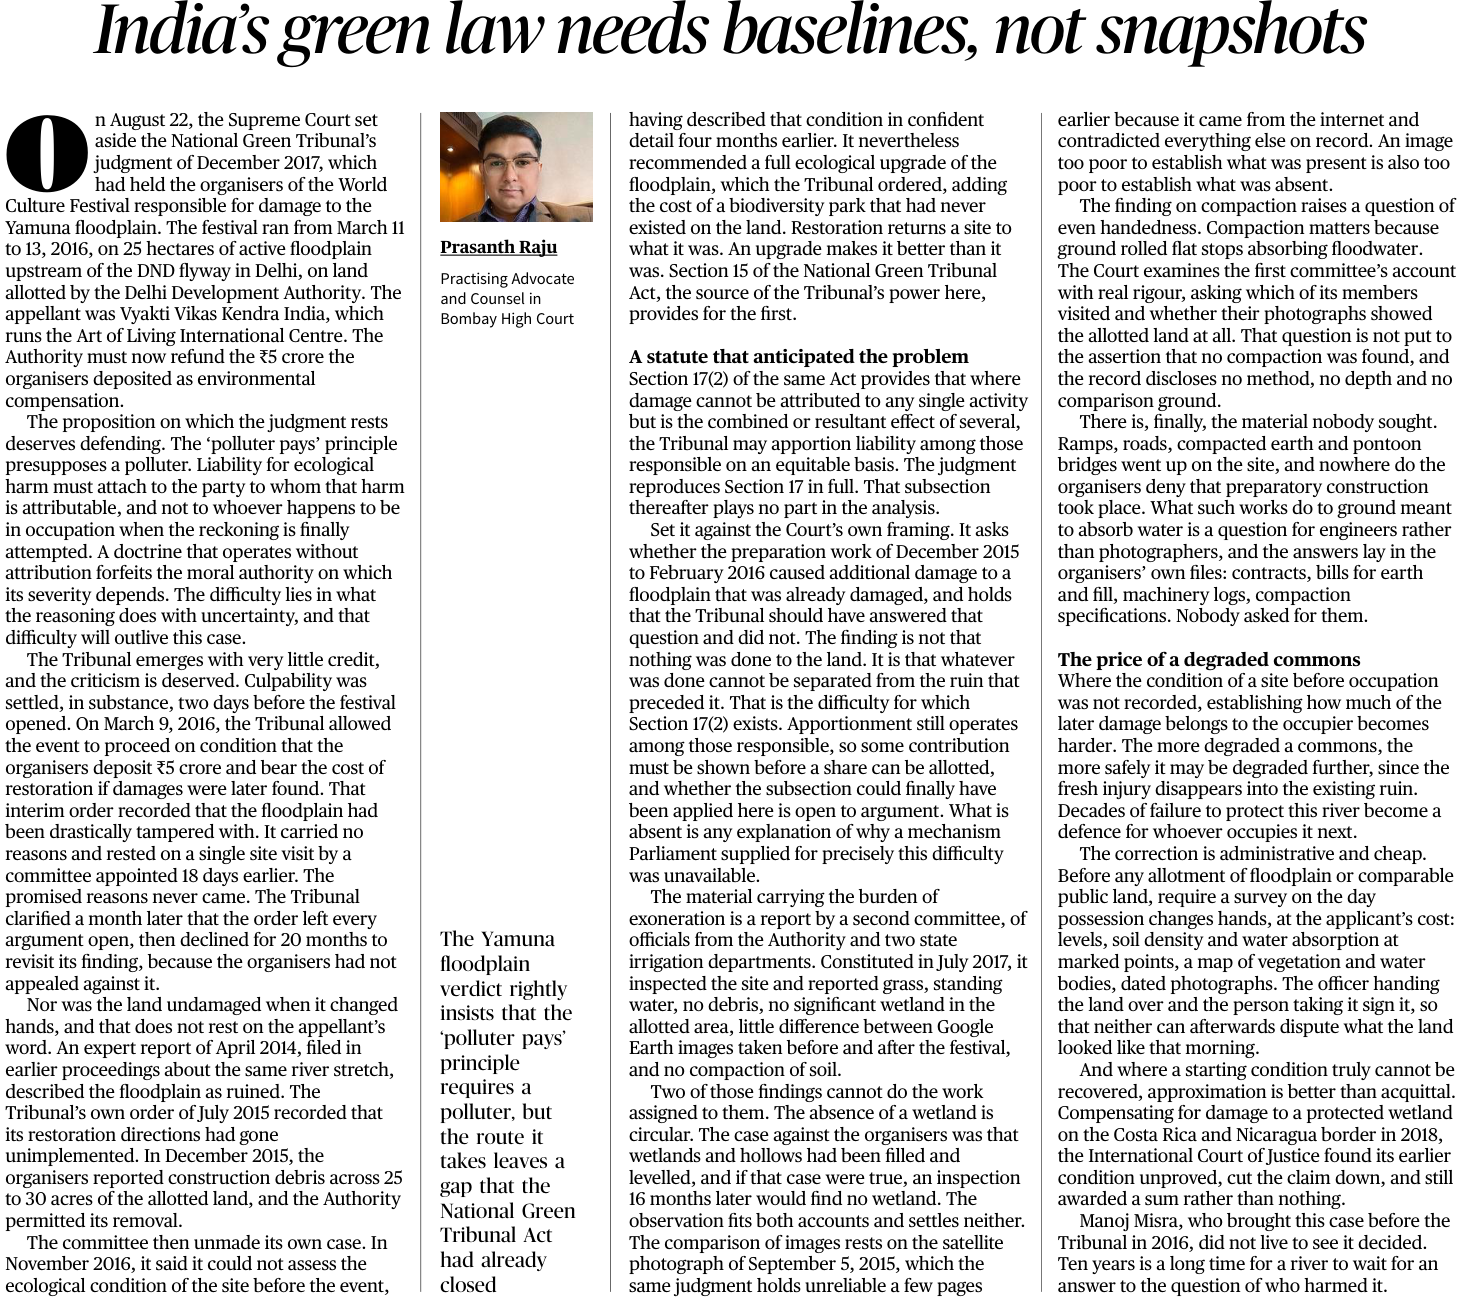 India’s green law needs baselines, not snapshots
On August 22, the Supreme Court set
aside the National Green Tribunal’s
judgment of December 2017, which
had held the organisers of the World
Culture Festival responsible for damage to the
Yamuna floodplain. The festival ran from March 11
to 13, 2016, on 25 hectares of active floodplain
upstream of the DND flyway in Delhi, on land
allotted by the Delhi Development Authority. The
appellant was Vyakti Vikas Kendra India, which
runs the Art of Living International Centre. The
Authority must now refund the ₹5 crore the
organisers deposited as environmental
compensation.
The proposition on which the judgment rests
deserves defending. The ‘polluter pays’ principle
presupposes a polluter. Liability for ecological
harm must attach to the party to whom that harm
is attributable, and not to whoever happens to be
in occupation when the reckoning is finally
attempted. A doctrine that operates without
attribution forfeits the moral authority on which
its severity depends. The difficulty lies in what
the reasoning does with uncertainty, and that
difficulty will outlive this case.
The Tribunal emerges with very little credit,
and the criticism is deserved. Culpability was
settled, in substance, two days before the festival
opened. On March 9, 2016, the Tribunal allowed
the event to proceed on condition that the
organisers deposit ₹5 crore and bear the cost of
restoration if damages were later found. That
interim order recorded that the floodplain had
been drastically tampered with. It carried no
reasons and rested on a single site visit by a
committee appointed 18 days earlier. The
promised reasons never came. The Tribunal
clarified a month later that the order left every
argument open, then declined for 20 months to
revisit its finding, because the organisers had not
appealed against it.
Nor was the land undamaged when it changed
hands, and that does not rest on the appellant’s
word. An expert report of April 2014, filed in
earlier proceedings about the same river stretch,
described the floodplain as ruined. The
Tribunal’s own order of July 2015 recorded that
its restoration directions had gone
unimplemented. In December 2015, the
organisers reported construction debris across 25
to 30 acres of the allotted land, and the Authority
permitted its removal.
The committee then unmade its own case. In
November 2016, it said it could not assess the
ecological condition of the site before the event,
Prasanth Raju
Practising Advocate
and Counsel in
Bombay High Court
The Yamuna
floodplain
verdict rightly
insists that the
‘polluter pays’
principle
requires a
polluter, but
the route it
takes leaves a
gap that the
National Green
Tribunal Act
had already
closed
having described that condition in confident
detail four months earlier. It nevertheless
recommended a full ecological upgrade of the
floodplain, which the Tribunal ordered, adding
the cost of a biodiversity park that had never
existed on the land. Restoration returns a site to
what it was. An upgrade makes it better than it
was. Section 15 of the National Green Tribunal
Act, the source of the Tribunal’s power here,
provides for the first.
A statute that anticipated the problem
Section 17(2) of the same Act provides that where
damage cannot be attributed to any single activity
but is the combined or resultant effect of several,
the Tribunal may apportion liability among those
responsible on an equitable basis. The judgment
reproduces Section 17 in full. That subsection
thereafter plays no part in the analysis.
Set it against the Court’s own framing. It asks
whether the preparation work of December 2015
to February 2016 caused additional damage to a
floodplain that was already damaged, and holds
that the Tribunal should have answered that
question and did not. The finding is not that
nothing was done to the land. It is that whatever
was done cannot be separated from the ruin that
preceded it. That is the difficulty for which
Section 17(2) exists. Apportionment still operates
among those responsible, so some contribution
must be shown before a share can be allotted,
and whether the subsection could finally have
been applied here is open to argument. What is
absent is any explanation of why a mechanism
Parliament supplied for precisely this difficulty
was unavailable.
The material carrying the burden of
exoneration is a report by a second committee, of
officials from the Authority and two state
irrigation departments. Constituted in July 2017, it
inspected the site and reported grass, standing
water, no debris, no significant wetland in the
allotted area, little difference between Google
Earth images taken before and after the festival,
and no compaction of soil.
Two of those findings cannot do the work
assigned to them. The absence of a wetland is
circular. The case against the organisers was that
wetlands and hollows had been filled and
levelled, and if that case were true, an inspection
16 months later would find no wetland. The
observation fits both accounts and settles neither.
The comparison of images rests on the satellite
photograph of September 5, 2015, which the
same judgment holds unreliable a few pages
earlier because it came from the internet and
contradicted everything else on record. An image
too poor to establish what was present is also too
poor to establish what was absent.
The finding on compaction raises a question of
even handedness. Compaction matters because
ground rolled flat stops absorbing floodwater.
The Court examines the first committee’s account
with real rigour, asking which of its members
visited and whether their photographs showed
the allotted land at all. That question is not put to
the assertion that no compaction was found, and
the record discloses no method, no depth and no
comparison ground.
There is, finally, the material nobody sought.
Ramps, roads, compacted earth and pontoon
bridges went up on the site, and nowhere do the
organisers deny that preparatory construction
took place. What such works do to ground meant
to absorb water is a question for engineers rather
than photographers, and the answers lay in the
organisers’ own files: contracts, bills for earth
and fill, machinery logs, compaction
specifications. Nobody asked for them.
The price of a degraded commons
Where the condition of a site before occupation
was not recorded, establishing how much of the
later damage belongs to the occupier becomes
harder. The more degraded a commons, the
more safely it may be degraded further, since the
fresh injury disappears into the existing ruin.
Decades of failure to protect this river become a
defence for whoever occupies it next.
The correction is administrative and cheap.
Before any allotment of floodplain or comparable
public land, require a survey on the day
possession changes hands, at the applicant’s cost:
levels, soil density and water absorption at
marked points, a map of vegetation and water
bodies, dated photographs. The officer handing
the land over and the person taking it sign it, so
that neither can afterwards dispute what the land
looked like that morning.
And where a starting condition truly cannot be
recovered, approximation is better than acquittal.
Compensating for damage to a protected wetland
on the Costa Rica and Nicaragua border in 2018,
the International Court of Justice found its earlier
condition unproved, cut the claim down, and still
awarded a sum rather than nothing.
Manoj Misra, who brought this case before the
Tribunal in 2016, did not live to see it decided.
Ten years is a long time for a river to wait for an
answer to the question of who harmed it.